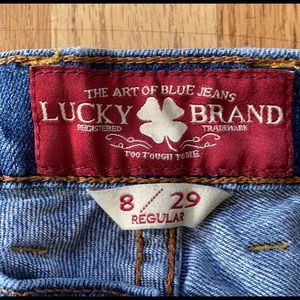 THE ART OF BLUE JEANS
LUCKY BRAND
REGISTERED TRADEMARK
TOO TOUGH TO DIE
8 29
REGULAR